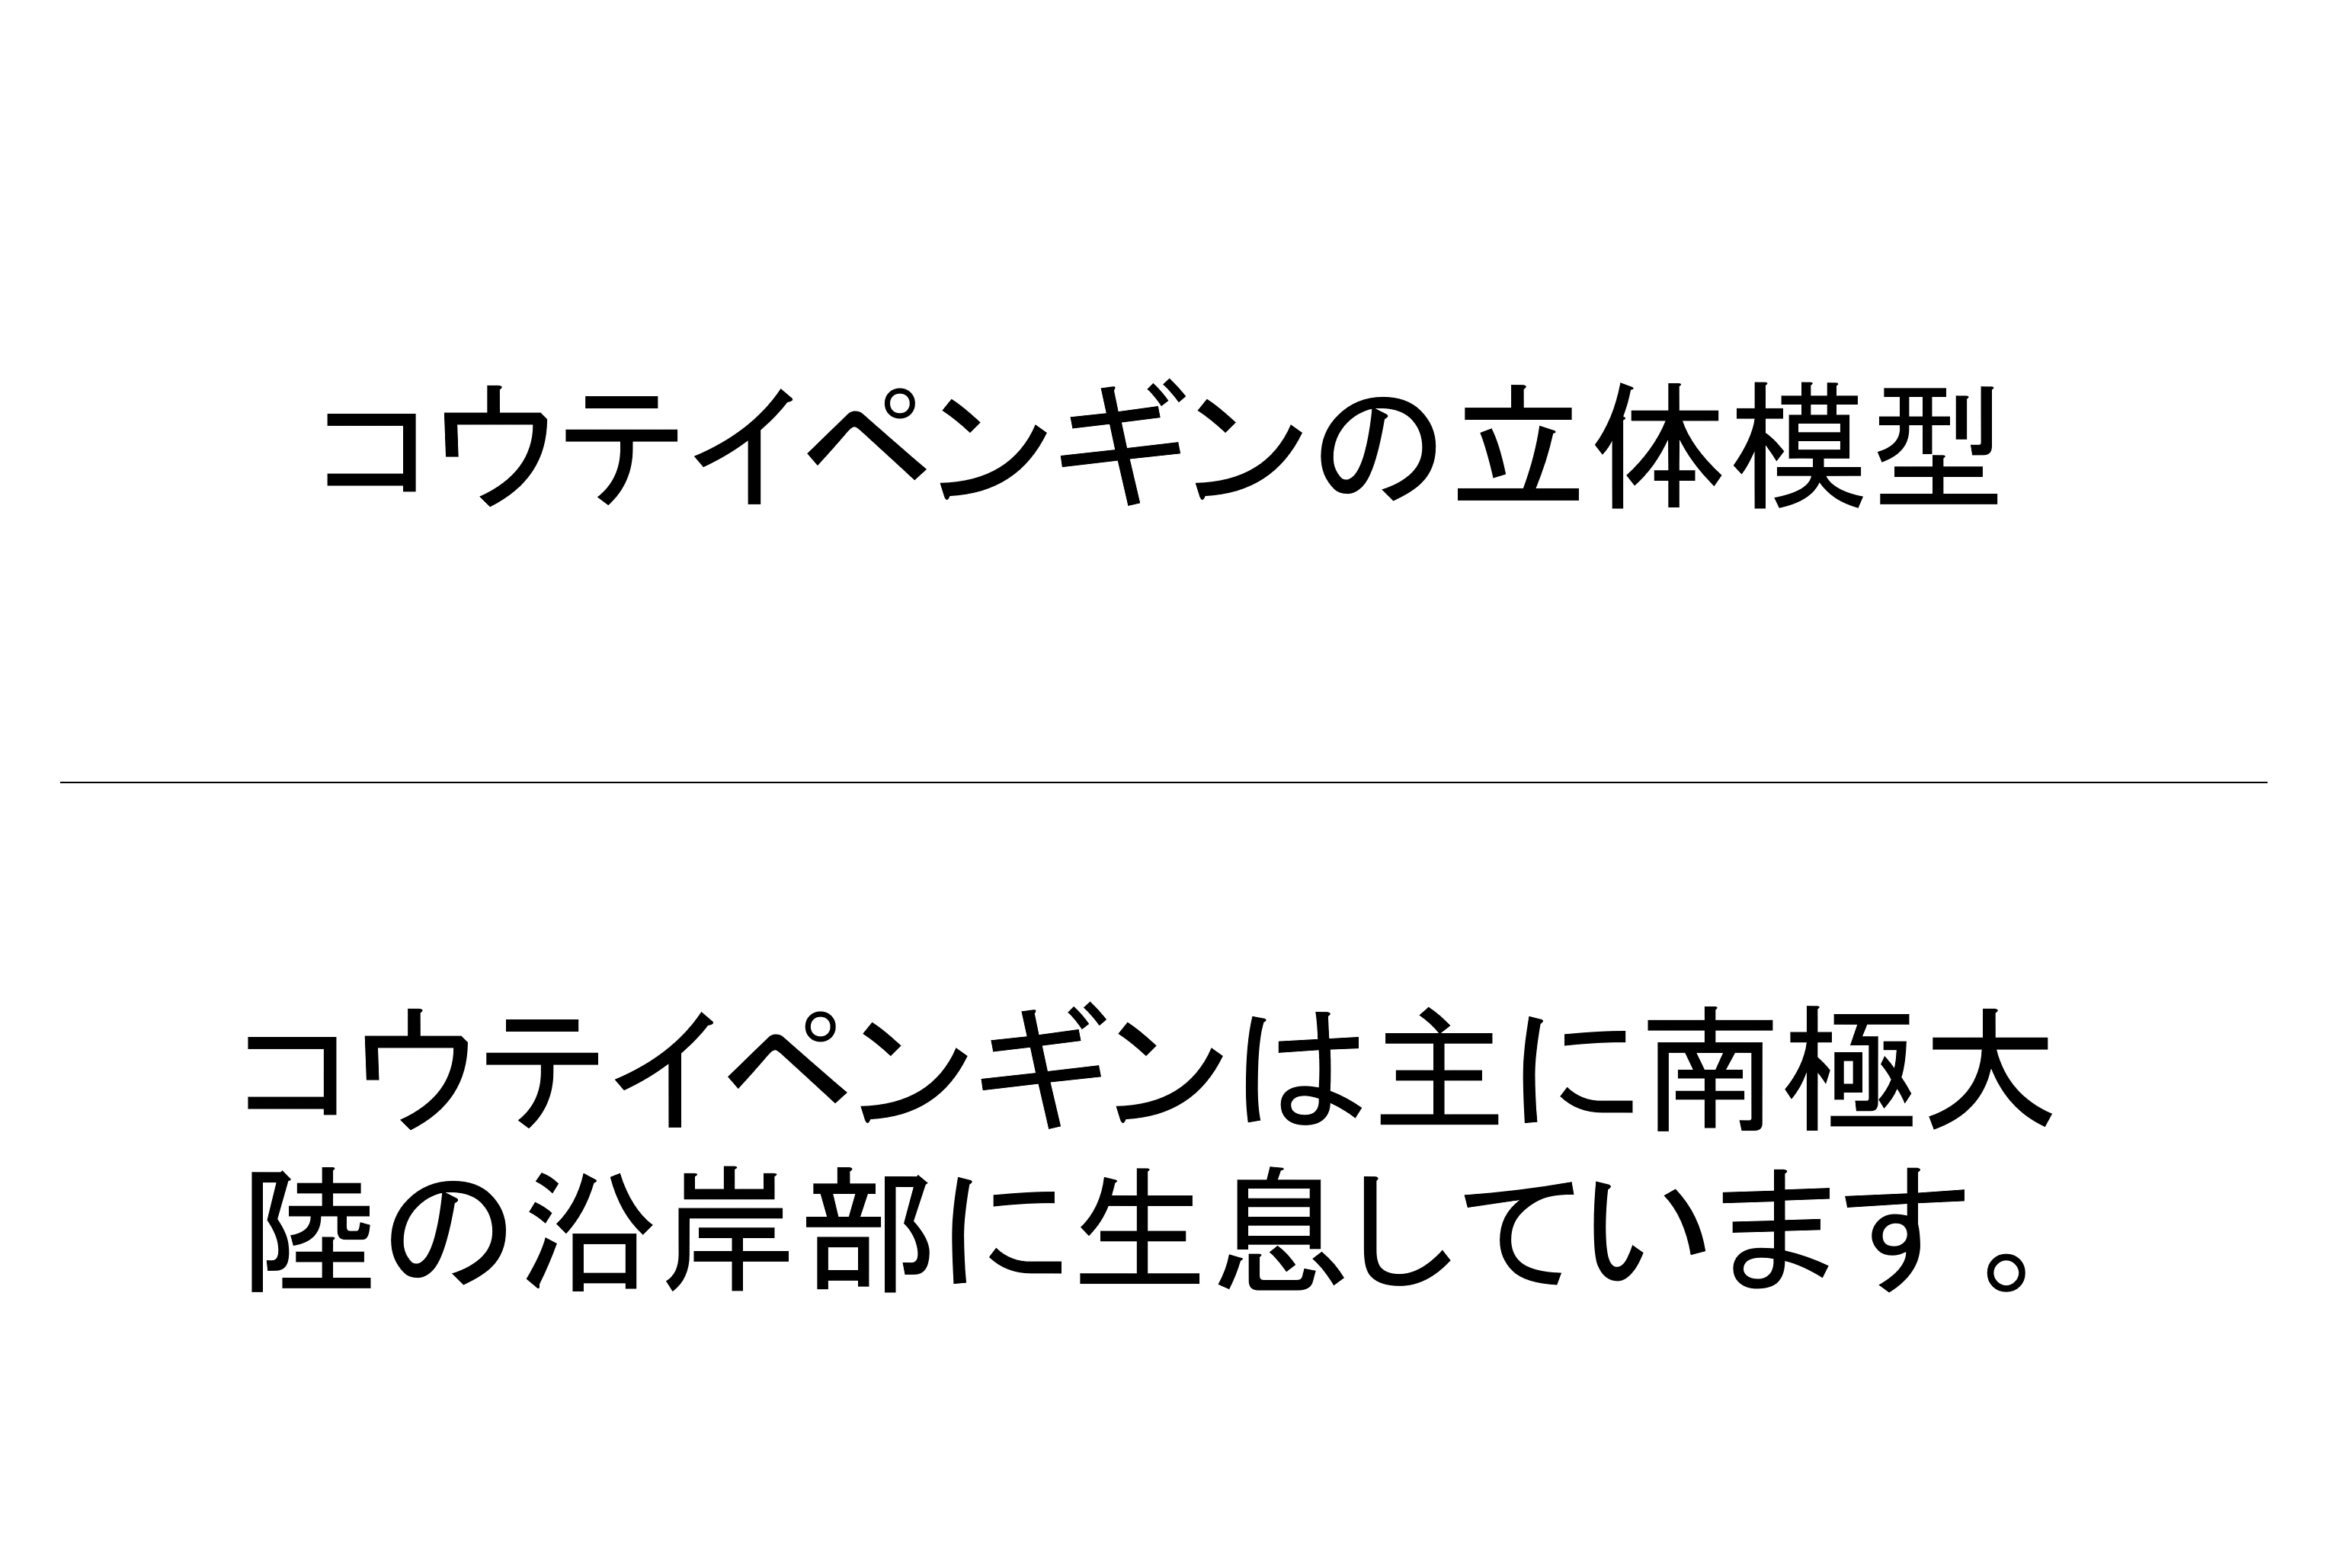 コウテイペンギンの立体模型
コウテイペンギンは主に南極大
陸の沿岸部に生息しています。